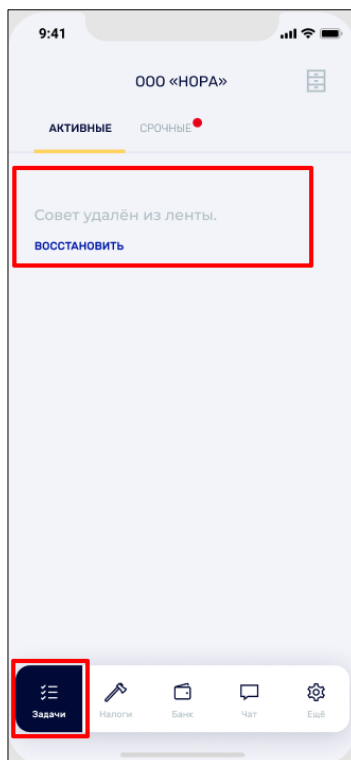 9:41
ООО «НОРА»
АКТИВНЫЕ СРОЧНЫЕ
Совет удалён из ленты.
ВОССТАНОВИТЬ
Задачи Налоги Банк Чат Ещё